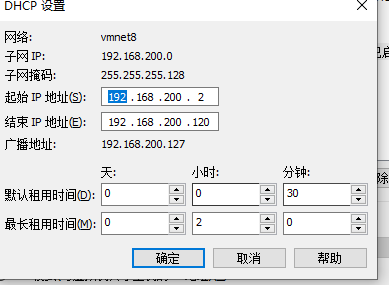 DHCP 设置
网络: vmnet8
子网 IP: 192.168.200.0
子网掩码: 255.255.255.128
起始 IP 地址(S): 192 . 168 . 200 . 2
结束 IP 地址(E): 192 . 168 . 200 . 120
广播地址: 192.168.200.127
天: 小时: 分钟:
默认租用时间(D): 0 0 30
最长租用时间(M): 0 2 0
确定 取消 帮助